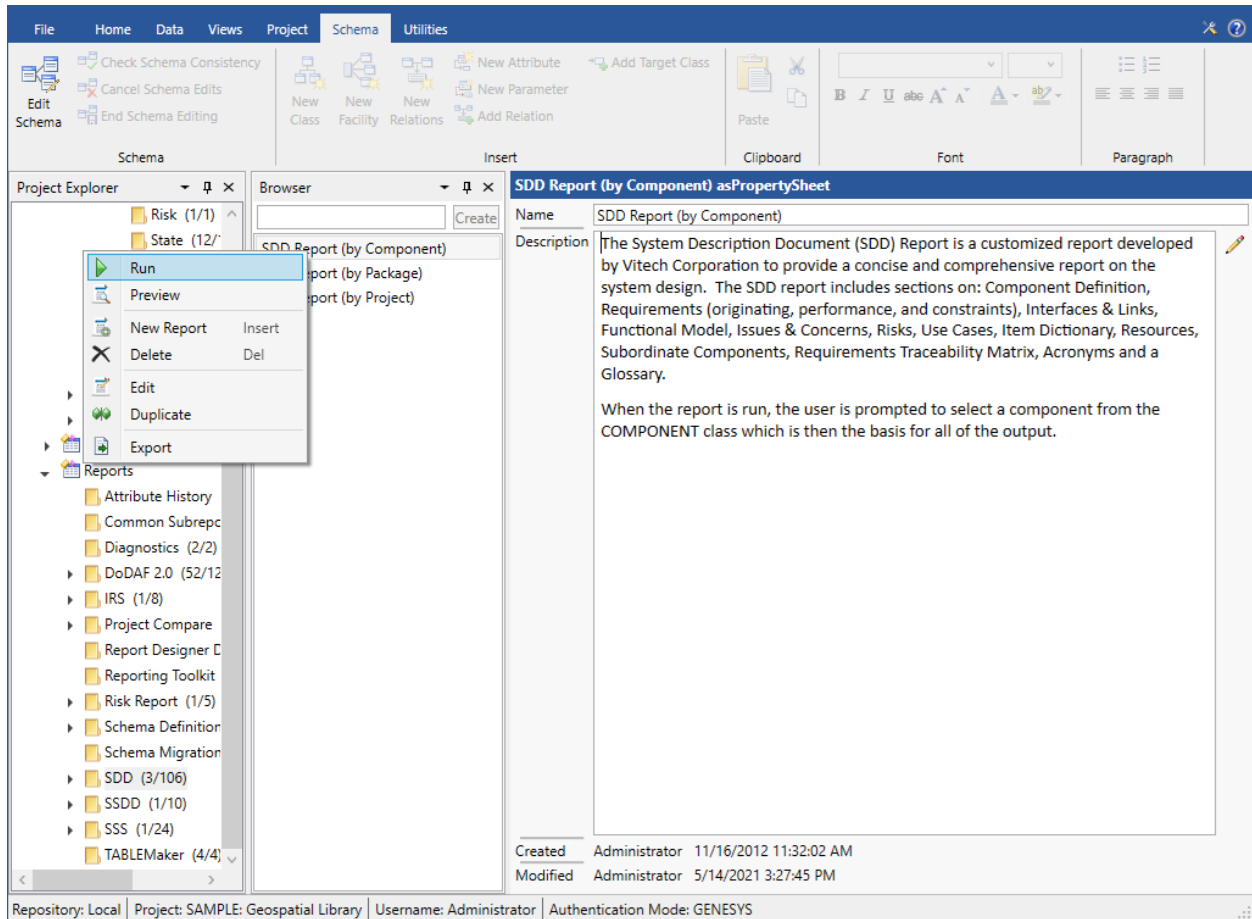 File Home Data Views Project Schema Utilities
Edit Schema
Check Schema Consistency
Cancel Schema Edits
End Schema Editing
Schema
New Class
New Facility
New Relations
New Attribute
New Parameter
Add Relation
Add Target Class
Insert
Paste
Clipboard
B I U abc A A A ab
Font
Paragraph
Project Explorer
Risk (1/1)
State (12/
Run
Preview
New Report Insert
Delete Del
Edit
Duplicate
Export
Reports
Attribute History
Common Subrepo
Diagnostics (2/2)
DoDAF 2.0 (52/12
IRS (1/8)
Project Compare
Report Designer D
Reporting Toolkit
Risk Report (1/5)
Schema Definition
Schema Migration
SDD (3/106)
SSDD (1/10)
SSS (1/24)
TABLEMaker (4/4)
Browser
Create
SDD Report (by Component)
port (by Package)
port (by Project)
SDD Report (by Component) asPropertySheet
Name SDD Report (by Component)
Description The System Description Document (SDD) Report is a customized report developed
by Vitech Corporation to provide a concise and comprehensive report on the
system design. The SDD report includes sections on: Component Definition,
Requirements (originating, performance, and constraints), Interfaces & Links,
Functional Model, Issues & Concerns, Risks, Use Cases, Item Dictionary, Resources,
Subordinate Components, Requirements Traceability Matrix, Acronyms and a
Glossary.
When the report is run, the user is prompted to select a component from the
COMPONENT class which is then the basis for all of the output.
Created Administrator 11/16/2012 11:32:02 AM
Modified Administrator 5/14/2021 3:27:45 PM
Repository: Local Project: SAMPLE: Geospatial Library Username: Administrator Authentication Mode: GENESYS